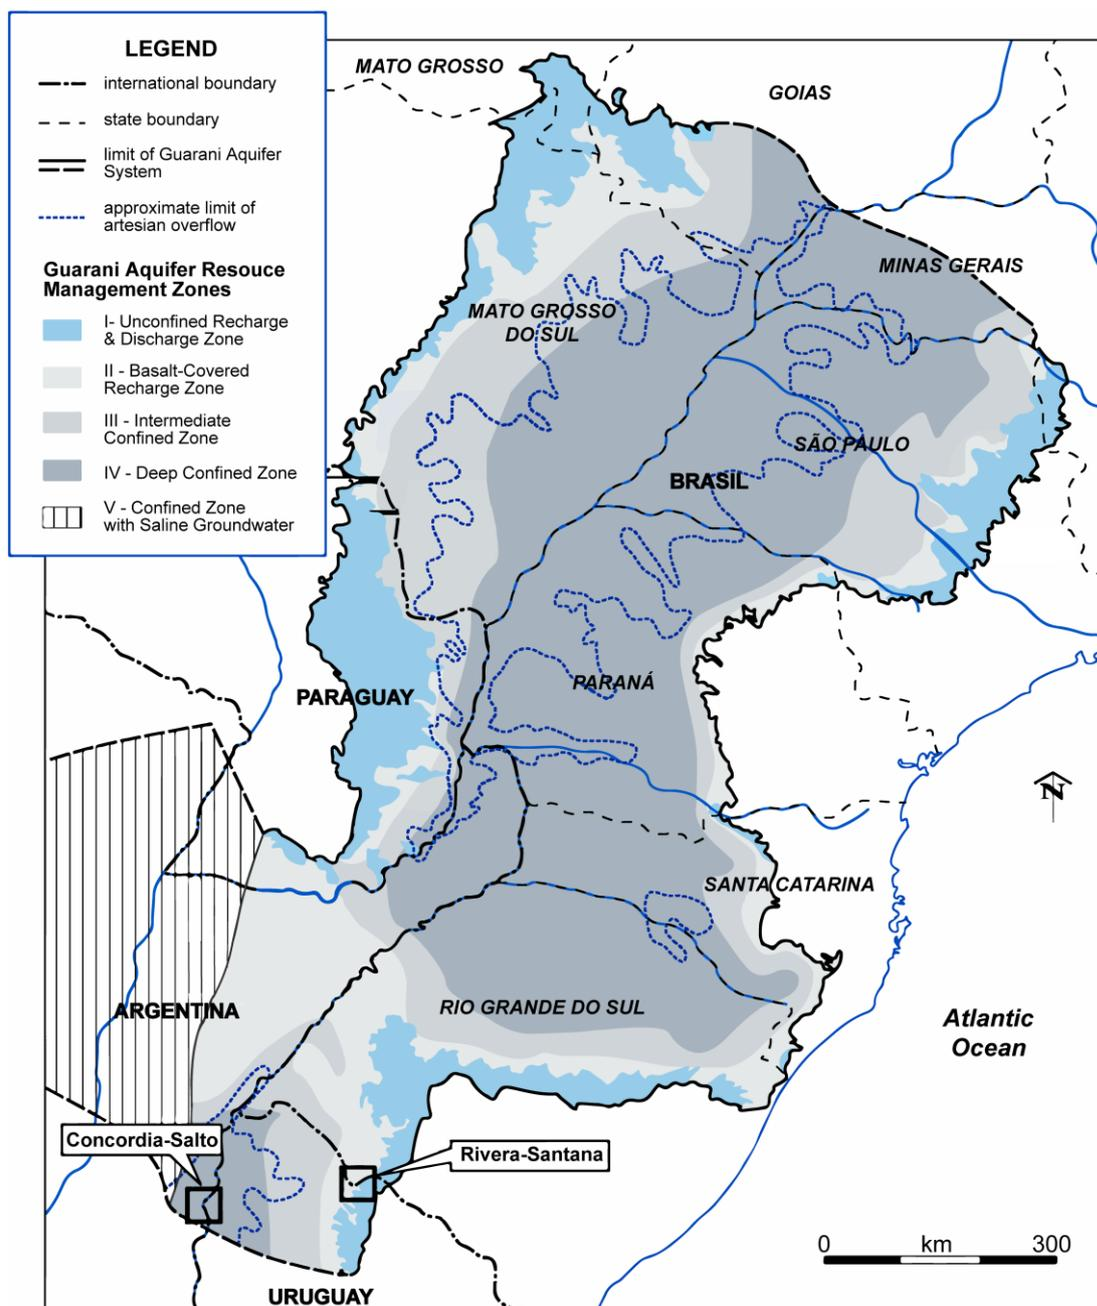 LEGEND
international boundary
state boundary
limit of Guarani Aquifer
System
approximate limit of
artesian overflow
Guarani Aquifer Resouce
Management Zones
I- Unconfined Recharge
& Discharge Zone
II - Basalt-Covered
Recharge Zone
III - Intermediate
Confined Zone
IV - Deep Confined Zone
V - Confined Zone
with Saline Groundwater
MATO GROSSO
GOIAS
MINAS GERAIS
MATO GROSSO
DO SUL
SÃO PAULO
BRASIL
PARANÁ
PARAGUAY
N
SANTA CATARINA
ARGENTINA
RIO GRANDE DO SUL
Atlantic
Ocean
Concordia-Salto
Rivera-Santana
0 km 300
URUGUAY